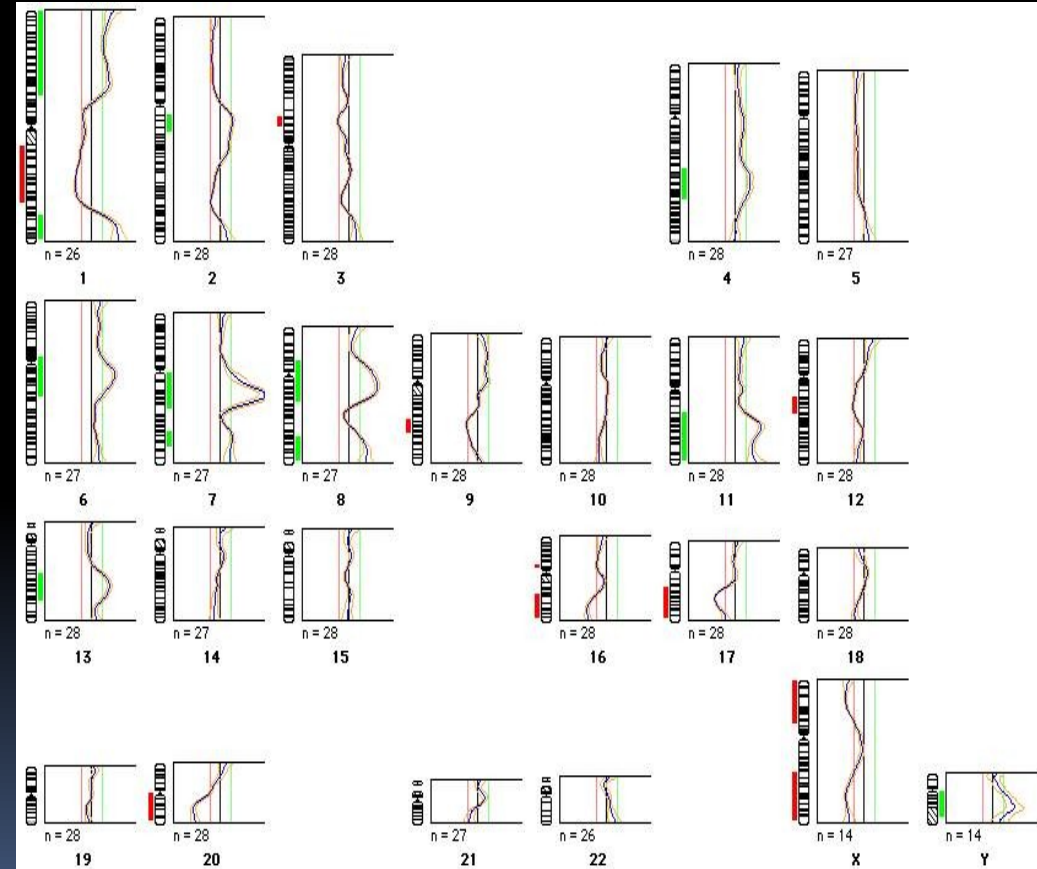 n = 26
n = 28
n = 28
n = 28
n = 27
1
2
3
4
5
n = 27
n = 27
n = 27
n = 28
n = 28
n = 28
n = 28
6
7
8
9
10
11
12
n = 28
n = 27
n = 28
n = 28
n = 28
n = 28
13
14
15
16
17
18
n = 28
n = 28
n = 27
n = 26
n = 14
n = 14
19
20
21
22
X
Y